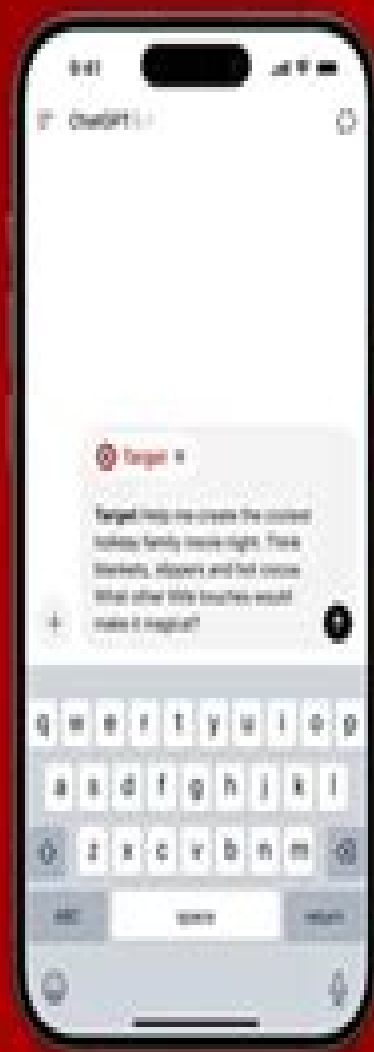 9:41
ChatGPT
Target
Target help me create the coziest
holiday family movie night. Think
blankets, slippers and hot cocoa.
What other little touches would
make it magical?
q w e r t y u i o p
a s d f g h j k l
z x c v b n m
ABC space return